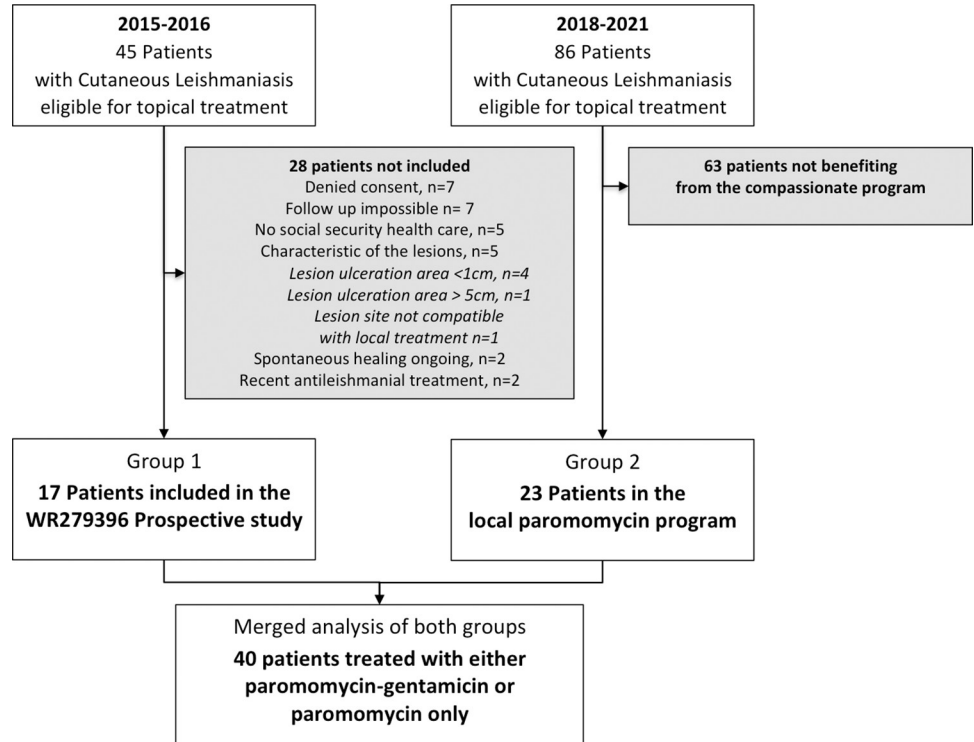 2015-2016
45 Patients
with Cutaneous Leishmaniasis
eligible for topical treatment
2018-2021
86 Patients
with Cutaneous Leishmaniasis
eligible for topical treatment
28 patients not included
Denied consent, n=7
Follow up impossible n= 7
No social security health care, n=5
Characteristic of the lesions, n=5
Lesion ulceration area <1cm, n=4
Lesion ulceration area > 5cm, n=1
Lesion site not compatible
with local treatment n=1
Spontaneous healing ongoing, n=2
Recent antileishmanial treatment, n=2
63 patients not benefiting
from the compassionate program
Group 1
17 Patients included in the
WR279396 Prospective study
Group 2
23 Patients in the
local paromomycin program
Merged analysis of both groups
40 patients treated with either
paromomycin-gentamicin or
paromomycin only